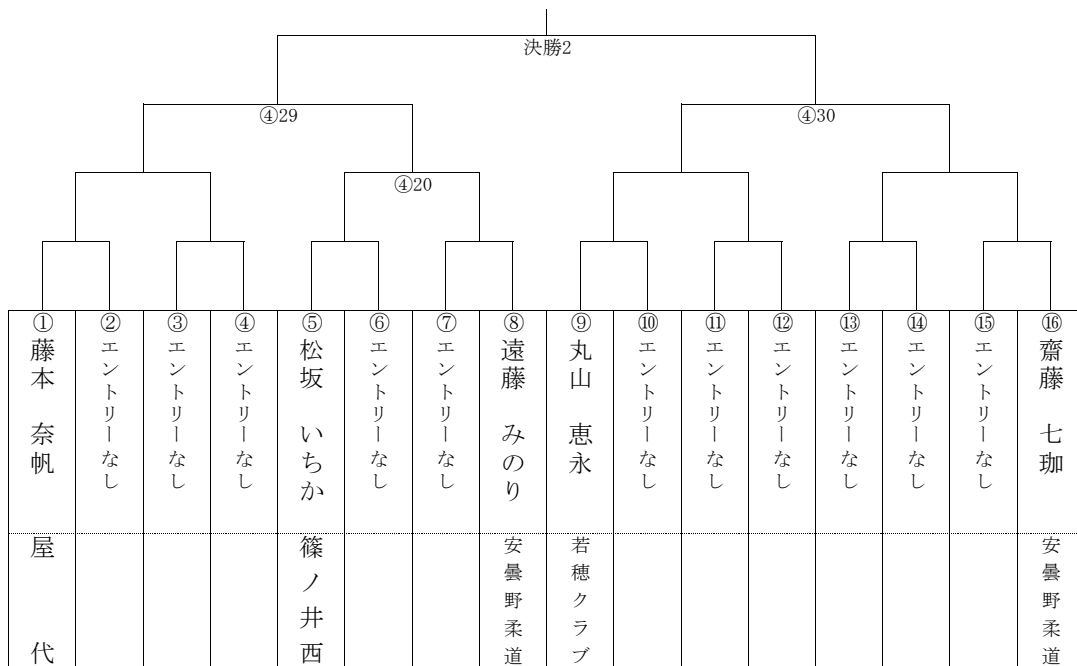 決勝2
④29
④30
④20
①
藤本 奈帆
屋代
②
エントリーなし
③
エントリーなし
④
エントリーなし
⑤
松坂 いちか
篠ノ井西
⑥
エントリーなし
⑦
エントリーなし
⑧
遠藤 みのり
安曇野柔道
⑨
丸山 恵永
若穂クラブ
⑩
エントリーなし
⑪
エントリーなし
⑫
エントリーなし
⑬
エントリーなし
⑭
エントリーなし
⑮
エントリーなし
⑯
齋藤 七珈
安曇野柔道